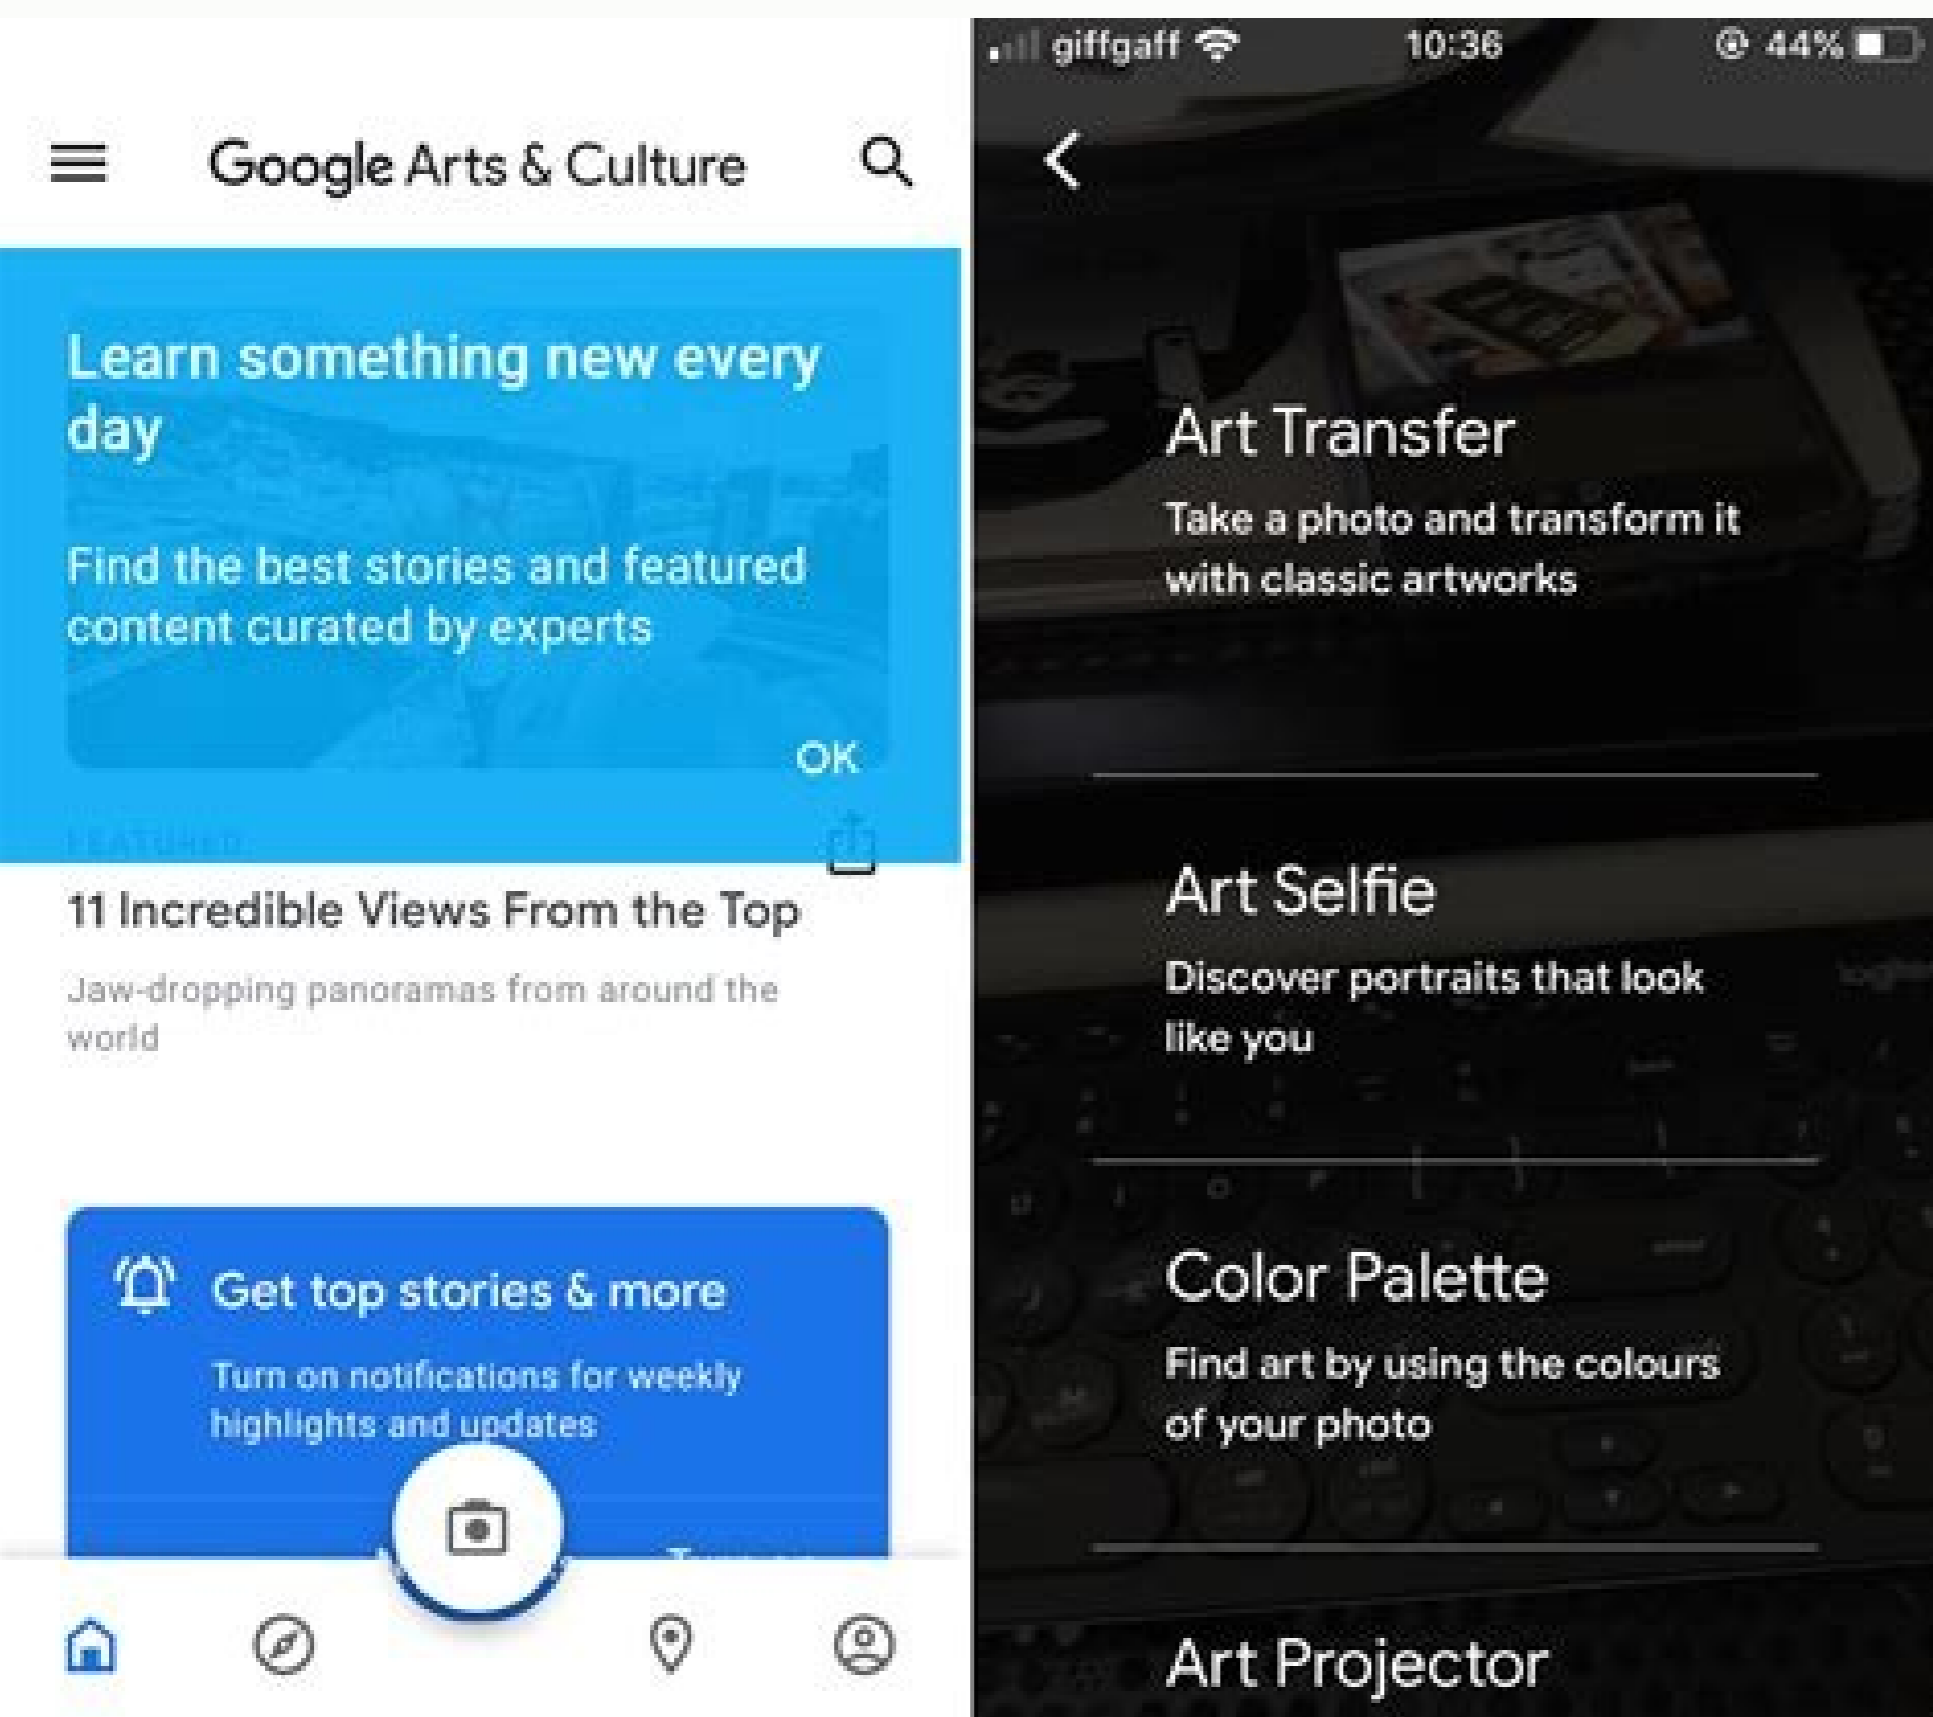 Google Arts & Culture
Learn something new every
day
Find the best stories and featured
content curated by experts
OK
FEATURED
11 Incredible Views From the Top
Jaw-dropping panoramas from around the
world
Get top stories & more
Turn on notifications for weekly
highlights and updates
giffgaff 10:36 44%
Art Transfer
Take a photo and transform it
with classic artworks
Art Selfie
Discover portraits that look
like you
Color Palette
Find art by using the colours
of your photo
Art Projector